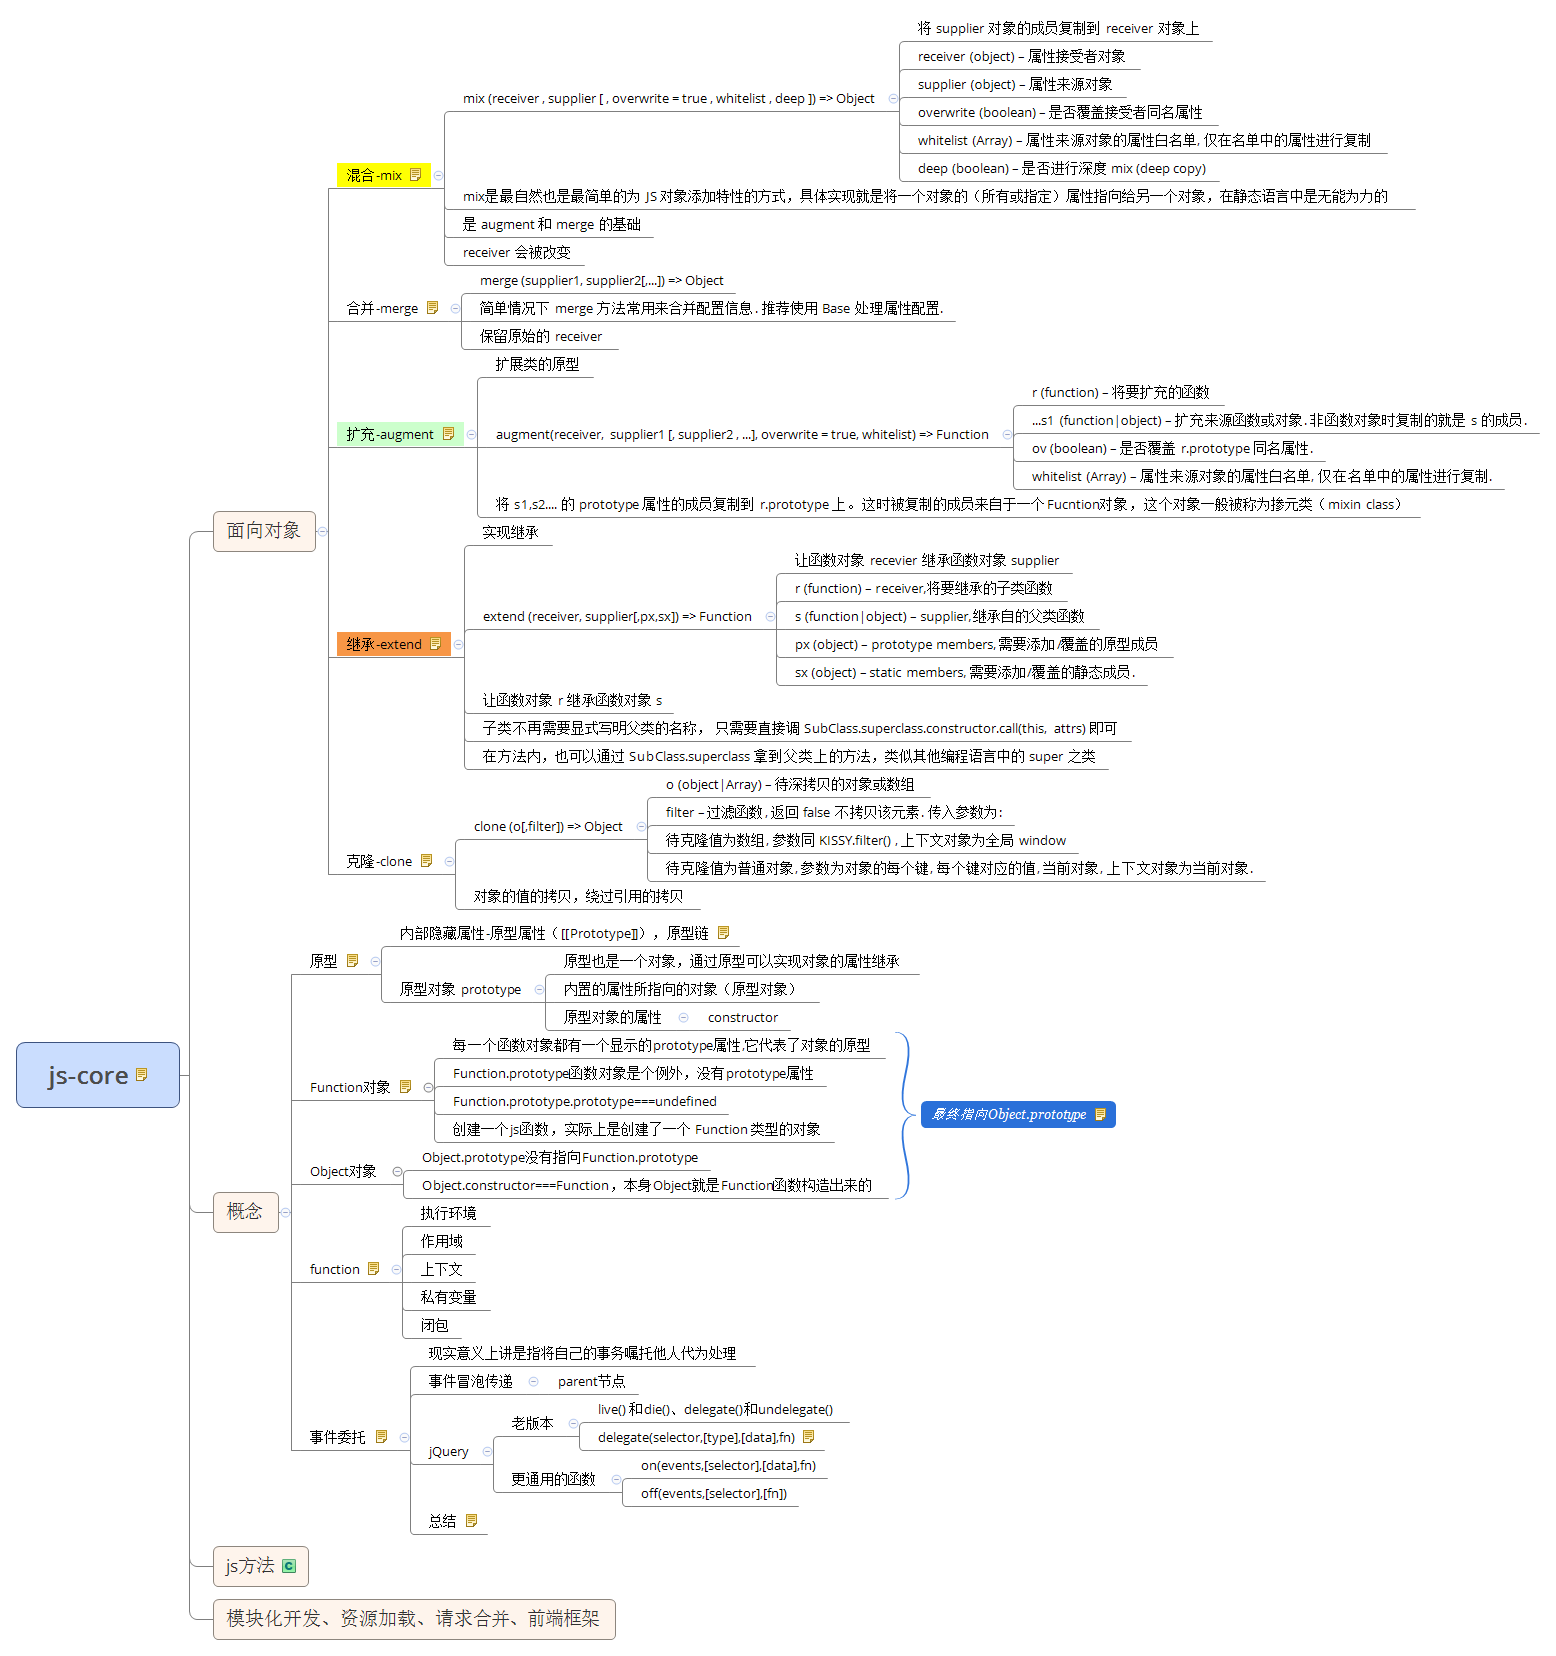 js-core
面向对象
混合-mix
mix (receiver , supplier [ , overwrite = true , whitelist , deep ]) => Object
将 supplier 对象的成员复制到 receiver 对象上
receiver (object) – 属性接受者对象
supplier (object) – 属性来源对象
overwrite (boolean) – 是否覆盖接受者同名属性
whitelist (Array) – 属性来源对象的属性白名单, 仅在名单中的属性进行复制
deep (boolean) – 是否进行深度 mix (deep copy)
mix是最自然也是最简单的为 JS 对象添加特性的方式，具体实现就是将一个对象的（所有或指定）属性指向给另一个对象，在静态语言中是无能为力的
是 augment 和 merge 的基础
receiver 会被改变
合并-merge
merge (supplier1, supplier2[,...]) => Object
简单情况下 merge 方法常用来合并配置信息. 推荐使用 Base 处理属性配置.
保留原始的 receiver
扩充-augment
扩展类的原型
augment(receiver, supplier1 [, supplier2 , ...], overwrite = true, whitelist) => Function
r (function) – 将要扩充的函数
...s1 (function|object) – 扩充来源函数或对象. 非函数对象时复制的就是 s 的成员.
ov (boolean) – 是否覆盖 r.prototype 同名属性.
whitelist (Array) – 属性来源对象的属性白名单, 仅在名单中的属性进行复制.
将 s1,s2.... 的 prototype 属性的成员复制到 r.prototype 上。这时被复制的成员来自于一个Fucntion对象，这个对象一般被称为掺元类（mixin class）
继承-extend
实现继承
extend (receiver, supplier[,px,sx]) => Function
让函数对象 recevier 继承函数对象 supplier
r (function) – receiver,将要继承的子类函数
s (function|object) – supplier,继承自的父类函数
px (object) – prototype members,需要添加/覆盖的原型成员
sx (object) – static members, 需要添加/覆盖的静态成员.
让函数对象 r 继承函数对象 s
子类不再需要显式写明父类的名称， 只需要直接调 SubClass.superclass.constructor.call(this, attrs) 即可
在方法内，也可以通过 SubClass.superclass 拿到父类上的方法，类似其他编程语言中的 super 之类
克隆-clone
clone (o[,filter]) => Object
o (object|Array) – 待深拷贝的对象或数组
filter – 过滤函数, 返回 false 不拷贝该元素. 传入参数为:
待克隆值为数组, 参数同 KISSY.filter() , 上下文对象为全局 window
待克隆值为普通对象, 参数为对象的每个键, 每个键对应的值, 当前对象, 上下文对象为当前对象.
对象的值的拷贝，绕过引用的拷贝
概念
原型
内部隐藏属性-原型属性（[[Prototype]]），原型链
原型对象 prototype
原型也是一个对象，通过原型可以实现对象的属性继承
内置的属性所指向的对象（原型对象）
原型对象的属性
constructor
Function对象
每一个函数对象都有一个显示的prototype属性,它代表了对象的原型
Function.prototype函数对象是个例外，没有prototype属性
Function.prototype.prototype===undefined
创建一个js函数，实际上是创建了一个 Function 类型的对象
Object对象
Object.prototype没有指向Function.prototype
Object.constructor===Function，本身Object就是Function函数构造出来的
最终指向Object.prototype
function
执行环境
作用域
上下文
私有变量
闭包
事件委托
现实意义上讲是指将自己的事务嘱托他人代为处理
事件冒泡传递
parent节点
jQuery
老版本
live() 和die()、delegate()和undelegate()
delegate(selector,[type],[data],fn)
更通用的函数
on(events,[selector],[data],fn)
off(events,[selector],[fn])
总结
js方法
模块化开发、资源加载、请求合并、前端框架